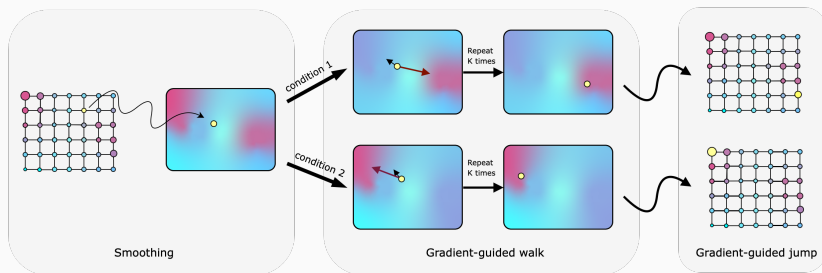 condition 1
Repeat
K times
condition 2
Repeat
K times
Smoothing
Gradient-guided walk
Gradient-guided jump